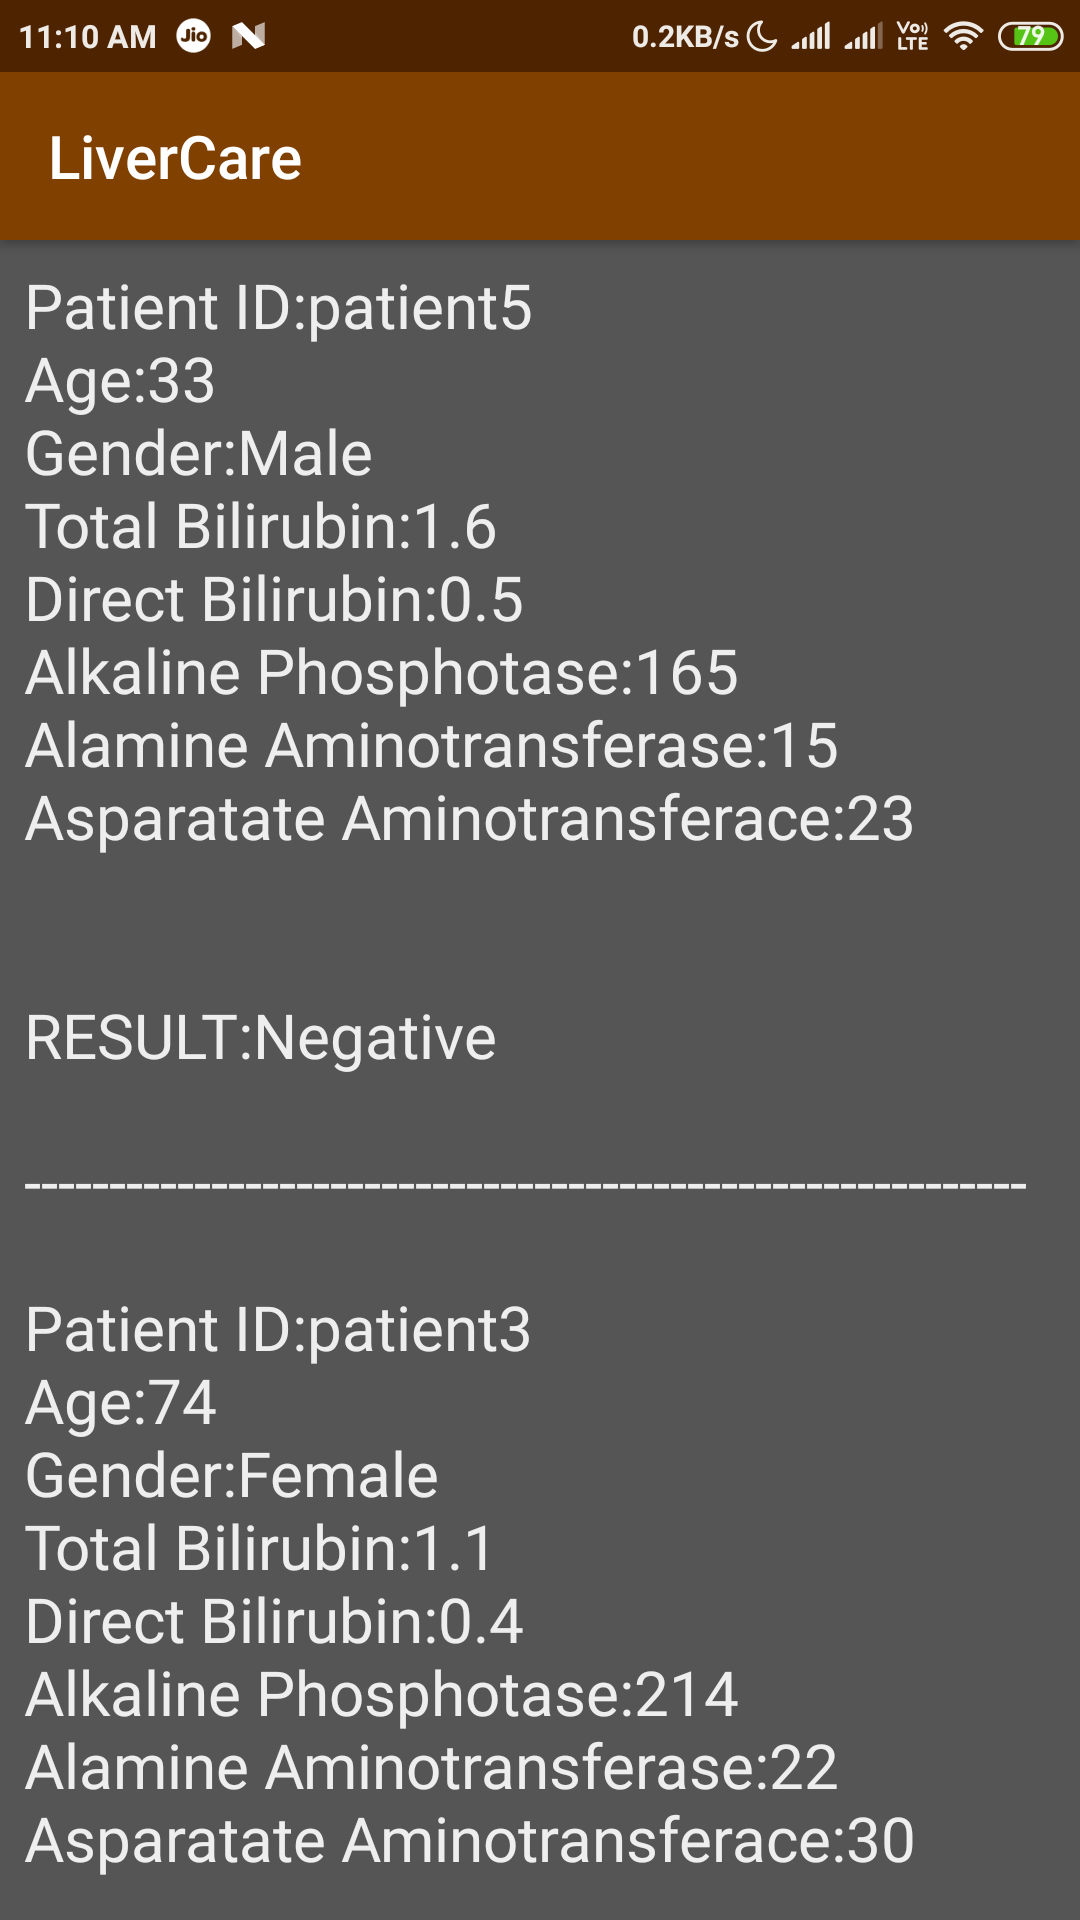 11:10 AM Jio N 0.2KB/s VoLTE 79
LiverCare
Patient ID:patient5
Age:33
Gender:Male
Total Bilirubin:1.6
Direct Bilirubin:0.5
Alkaline Phosphotase:165
Alamine Aminotransferase:15
Asparatate Aminotransferace:23
RESULT:Negative
------------------------------------------------------------
Patient ID:patient3
Age:74
Gender:Female
Total Bilirubin:1.1
Direct Bilirubin:0.4
Alkaline Phosphotase:214
Alamine Aminotransferase:22
Asparatate Aminotransferace:30